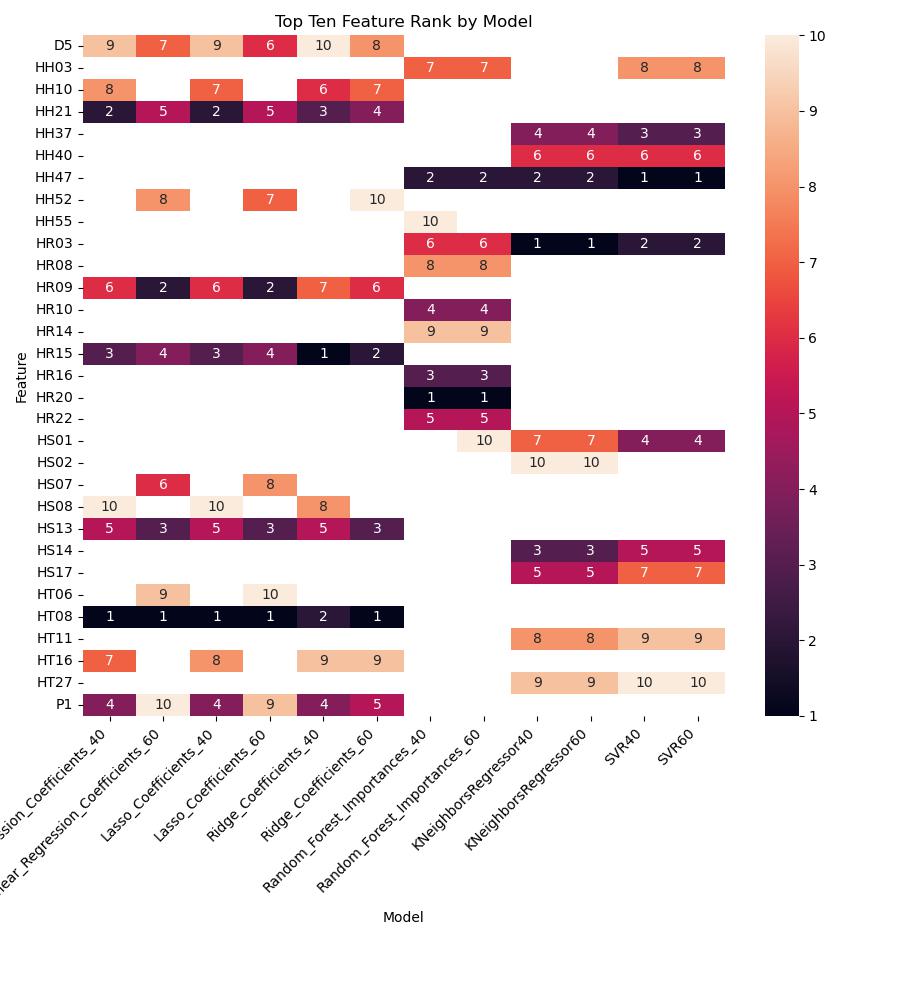 Top Ten Feature Rank by Model
Feature
D5 9 7 9 6 10 8
HH03 7 7 8 8
HH10 8 7 6 7
HH21 2 5 2 5 3 4
HH37 4 4 3 3
HH40 6 6 6 6
HH47 2 2 2 2 1 1
HH52 8 7 10
HH55 10
HR03 6 6 1 1 2 2
HR08 8 8
HR09 6 2 6 2 7 6
HR10 4 4
HR14 9 9
HR15 3 4 3 4 1 2
HR16 3 3
HR20 1 1
HR22 5 5
HS01 10 7 7 4 4
HS02 10 10
HS07 6 8
HS08 10 10 8
HS13 5 3 5 3 5 3
HS14 3 3 5 5
HS17 5 5 7 7
HT06 9 10
HT08 1 1 1 1 2 1
HT11 8 8 9 9
HT16 7 8 9 9
HT27 9 9 10 10
P1 4 10 4 9 4 5
ssion_Coefficients_40
near_Regression_Coefficients_60
Lasso_Coefficients_40
Lasso_Coefficients_60
Ridge_Coefficients_40
Ridge_Coefficients_60
Random_Forest_Importances_40
Random_Forest_Importances_60
KNeighborsRegressor40
KNeighborsRegressor60
SVR40
SVR60
Model
10
9
8
7
6
5
4
3
2
1